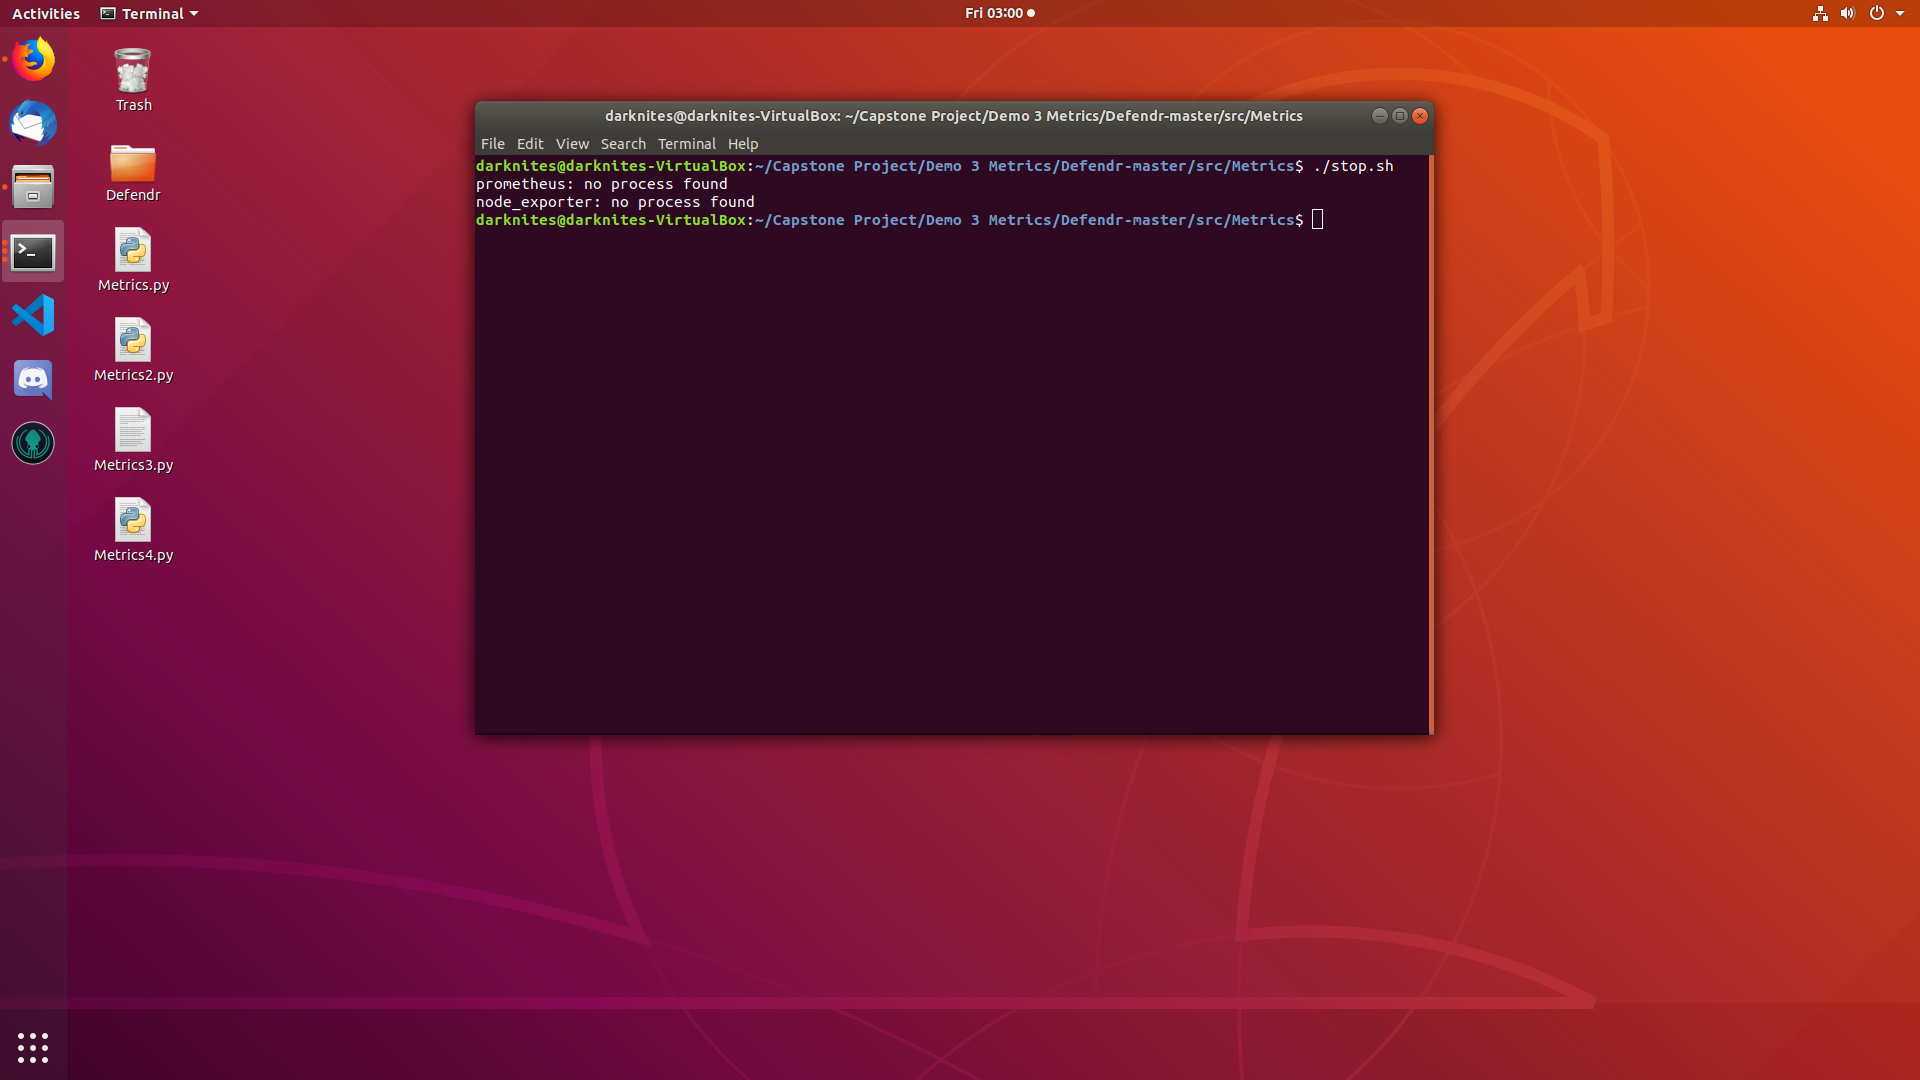 Activities Terminal Fri 03:00
Trash
Defendr
Metrics.py
Metrics2.py
Metrics3.py
Metrics4.py
darknites@darknites-VirtualBox: ~/Capstone Project/Demo 3 Metrics/Defendr-master/src/Metrics
File Edit View Search Terminal Help
darknites@darknites-VirtualBox:~/Capstone Project/Demo 3 Metrics/Defendr-master/src/Metrics$ ./stop.sh
prometheus: no process found
node_exporter: no process found
darknites@darknites-VirtualBox:~/Capstone Project/Demo 3 Metrics/Defendr-master/src/Metrics$